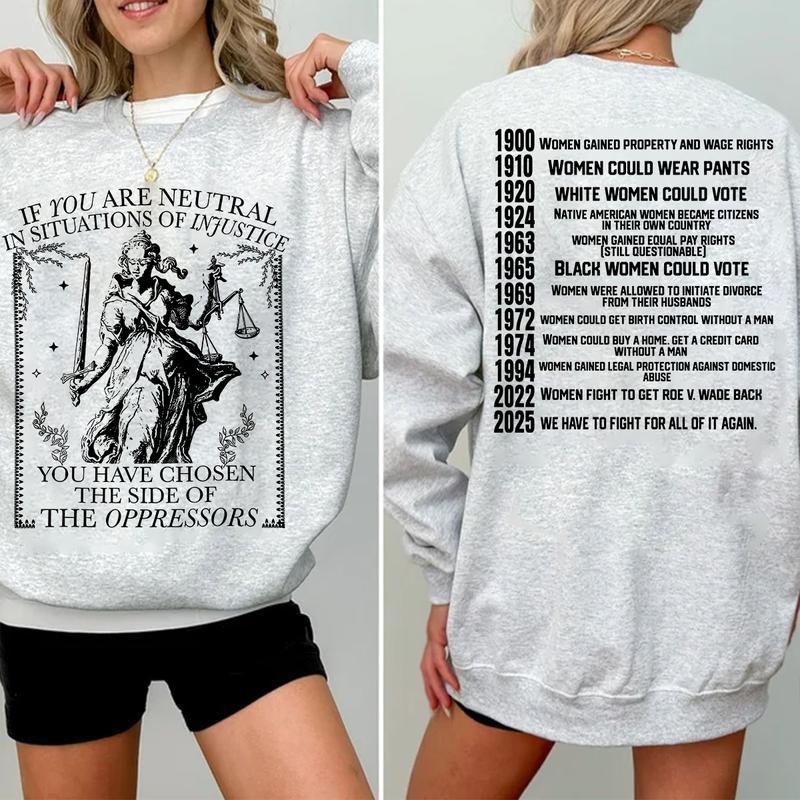 IF YOU ARE NEUTRAL
IN SITUATIONS OF INJUSTICE
YOU HAVE CHOSEN
THE SIDE OF
THE OPPRESSORS
1900 WOMEN GAINED PROPERTY AND WAGE RIGHTS
1910 WOMEN COULD WEAR PANTS
1920 WHITE WOMEN COULD VOTE
1924 NATIVE AMERICAN WOMEN BECAME CITIZENS
IN THEIR OWN COUNTRY
1963 WOMEN GAINED EQUAL PAY RIGHTS
[STILL QUESTIONABLE]
1965 BLACK WOMEN COULD VOTE
1969 WOMEN WERE ALLOWED TO INITIATE DIVORCE
FROM THEIR HUSBANDS
1972 WOMEN COULD GET BIRTH CONTROL WITHOUT A MAN
1974 WOMEN COULD BUY A HOME. GET A CREDIT CARD
WITHOUT A MAN
1994 WOMEN GAINED LEGAL PROTECTION AGAINST DOMESTIC
ABUSE
2022 WOMEN FIGHT TO GET ROE V. WADE BACK
2025 WE HAVE TO FIGHT FOR ALL OF IT AGAIN.